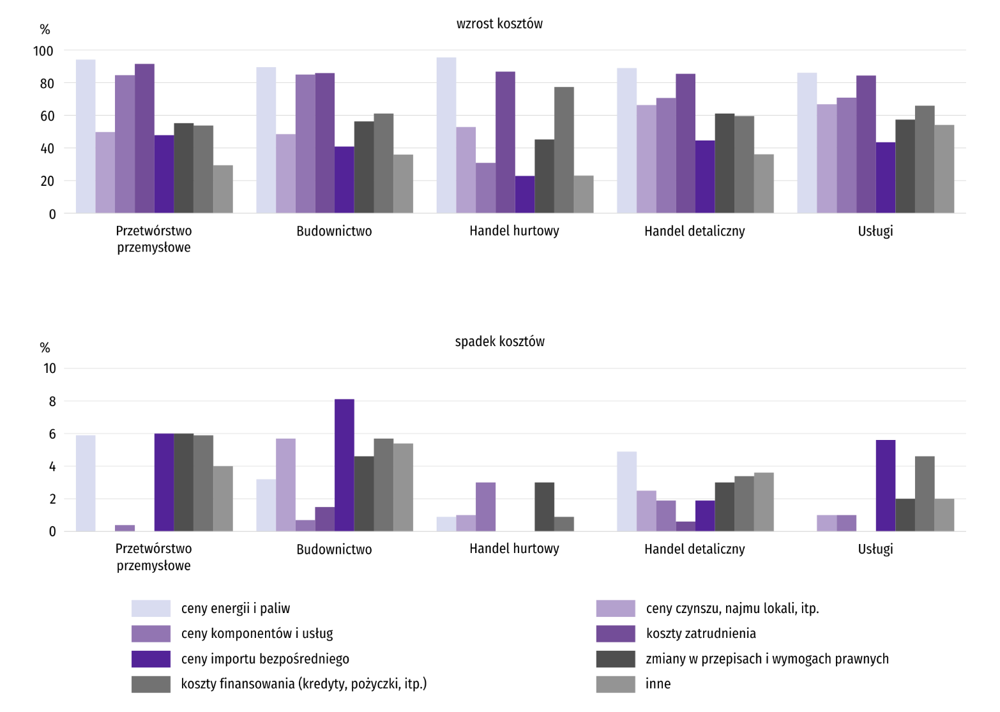 wzrost kosztów
%
100
80
60
40
20
0
Przetwórstwo
przemysłowe
Budownictwo
Handel hurtowy
Handel detaliczny
Usługi
spadek kosztów
%
10
8
6
4
2
0
Przetwórstwo
przemysłowe
Budownictwo
Handel hurtowy
Handel detaliczny
Usługi
ceny energii i paliw
ceny czynszu, najmu lokali, itp.
ceny komponentów i usług
koszty zatrudnienia
ceny importu bezpośredniego
zmiany w przepisach i wymogach prawnych
koszty finansowania (kredyty, pożyczki, itp.)
inne